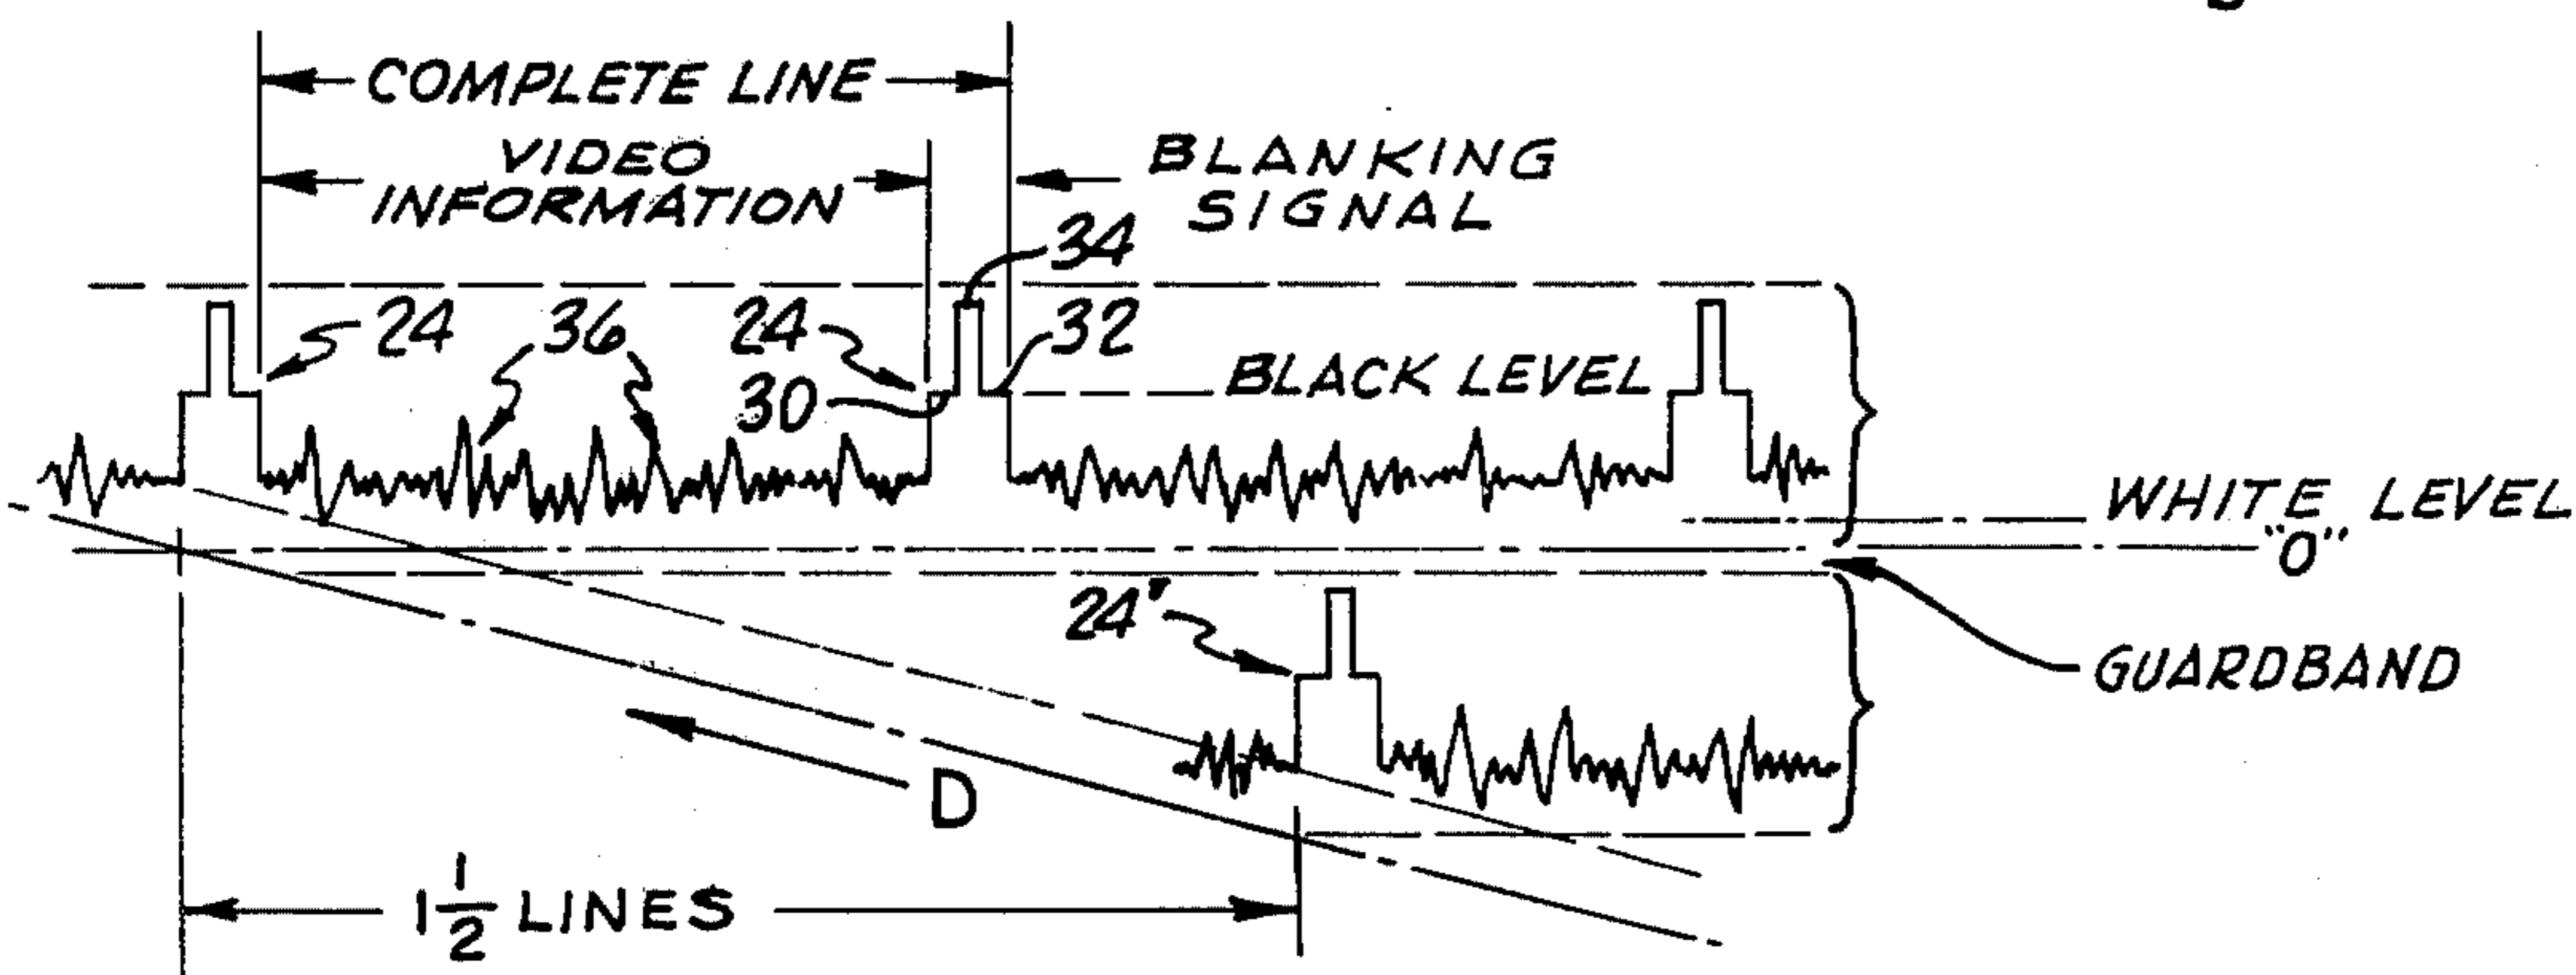 COMPLETE LINE
VIDEO
INFORMATION
BLANKING
SIGNAL
34
24
36
24
32
30
BLACK LEVEL
WHITE LEVEL
"O"
24'
GUARDBAND
D
1 1/2 LINES